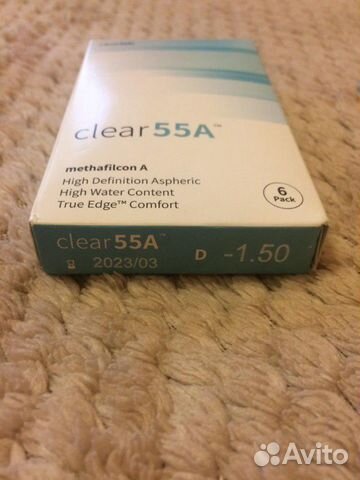 clear55A™
methafilcon A
High Definition Aspheric
High Water Content
True Edge™ Comfort
6
Pack
clear55A™
2023/03 D -1.50
Avito